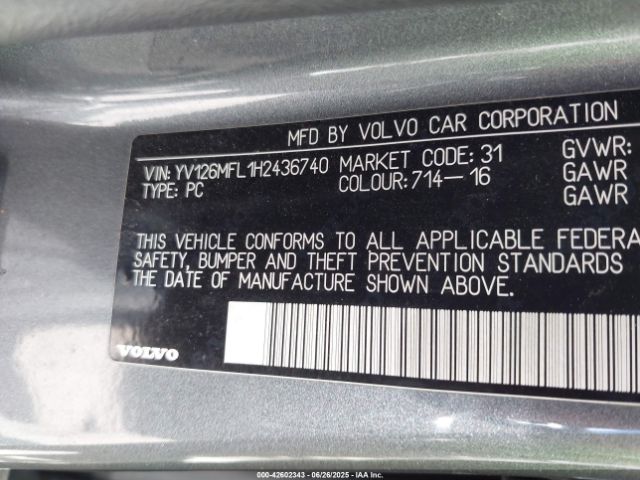 MFD BY VOLVO CAR CORPORATION
VIN: YV126MFL1H2436740 MARKET CODE: 31 GVWR:
TYPE: PC COLOUR: 714-16 GAWR
GAWR
THIS VEHICLE CONFORMS TO ALL APPLICABLE FEDERA
SAFETY, BUMPER AND THEFT PREVENTION STANDARDS
THE DATE OF MANUFACTURE SHOWN ABOVE.
VOLVO
000-42602343 / 06/26/2025 / IAA Inc.